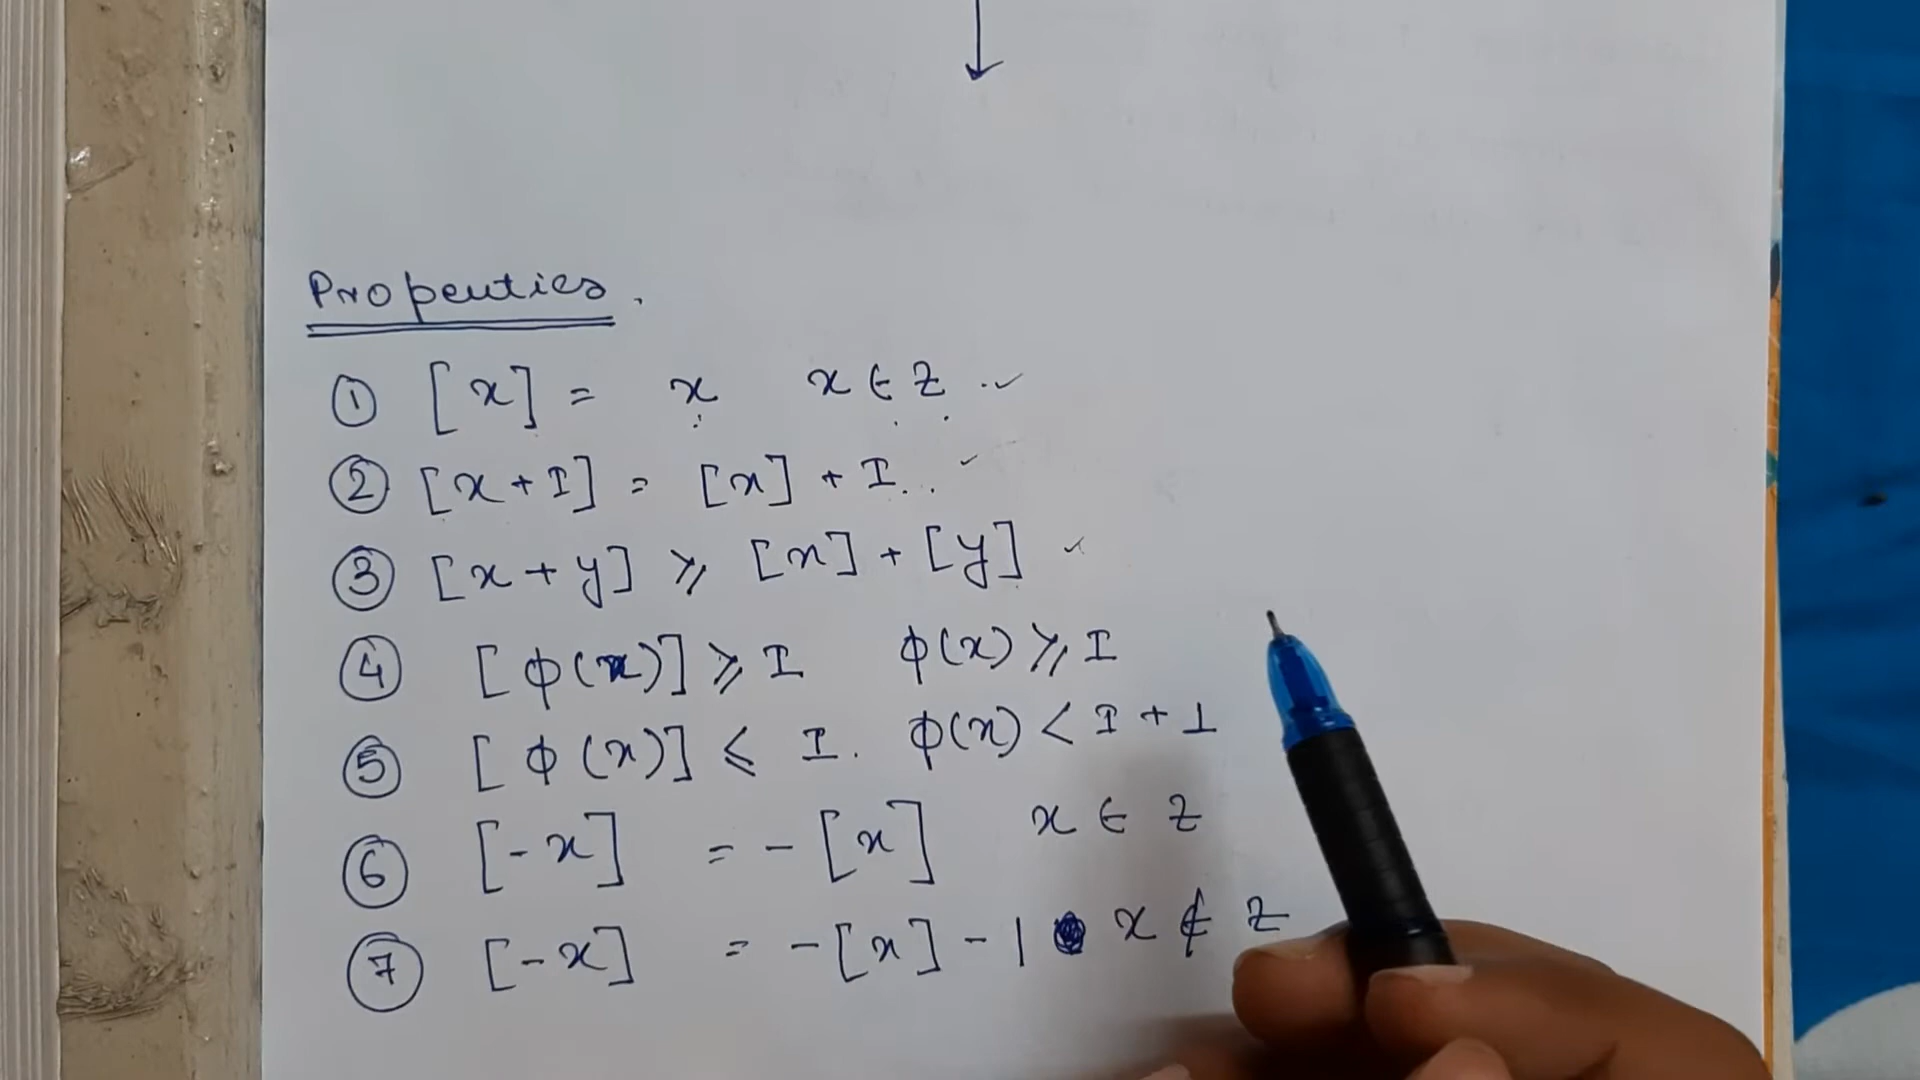 Properties.
① [x] = x x ∈ Z
② [x + I] = [x] + I
③ [x + y] ≥ [x] + [y]
④ [ϕ(x)] ≥ I ϕ(x) ≥ I
⑤ [ϕ(x)] ≤ I. ϕ(x) < I + 1
⑥ [-x] = -[x] x ∈ Z
⑦ [-x] = -[x] - 1 x ∉ Z